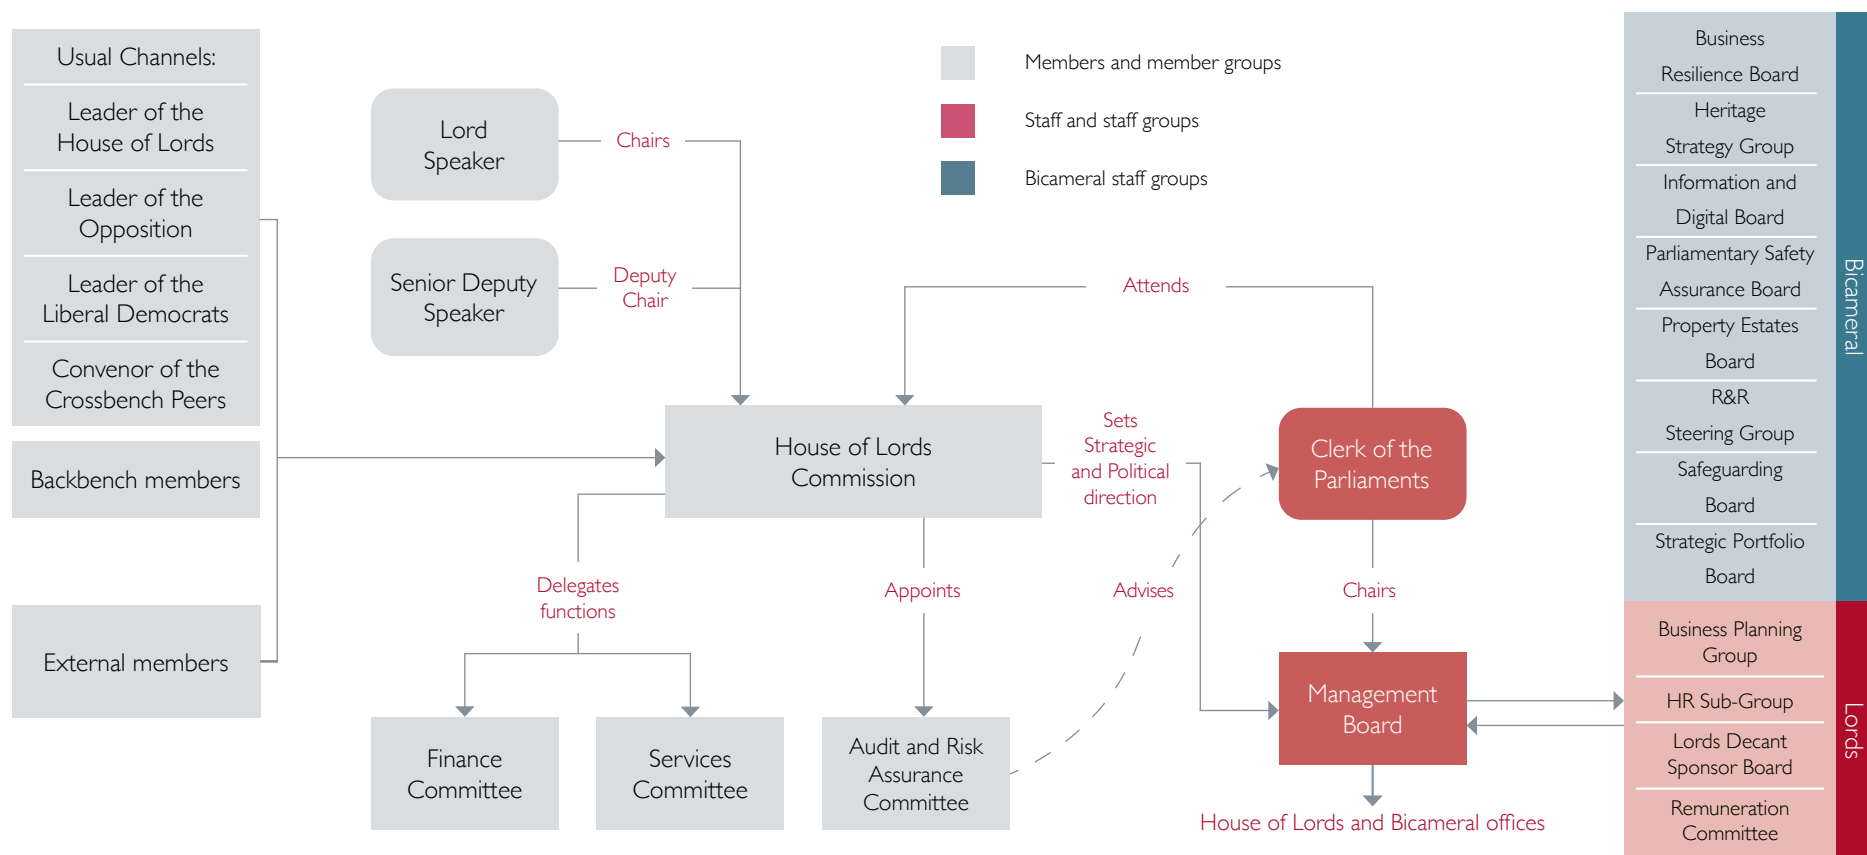 Usual Channels:
Leader of the
House of Lords
Leader of the
Opposition
Leader of the
Liberal Democrats
Convenor of the
Crossbench Peers
Backbench members
External members
Lord
Speaker
Chairs
Senior Deputy
Speaker
Deputy
Chair
Members and member groups
Staff and staff groups
Bicameral staff groups
Attends
House of Lords
Commission
Sets
Strategic
and Political
direction
Clerk of the
Parliaments
Delegates
functions
Appoints
Advises
Chairs
Finance
Committee
Services
Committee
Audit and Risk
Assurance
Committee
Management
Board
House of Lords and Bicameral offices
Business
Resilience Board
Heritage
Strategy Group
Information and
Digital Board
Parliamentary Safety
Assurance Board
Property Estates
Board
R&R
Steering Group
Safeguarding
Board
Strategic Portfolio
Board
Bicameral
Business Planning
Group
HR Sub-Group
Lords Decant
Sponsor Board
Remuneration
Committee
Lords